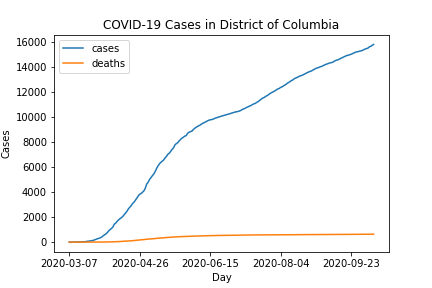 COVID-19 Cases in District of Columbia
cases
deaths
16000
14000
12000
10000
8000
6000
4000
2000
0
Cases
2020-03-07 2020-04-26 2020-06-15 2020-08-04 2020-09-23
Day